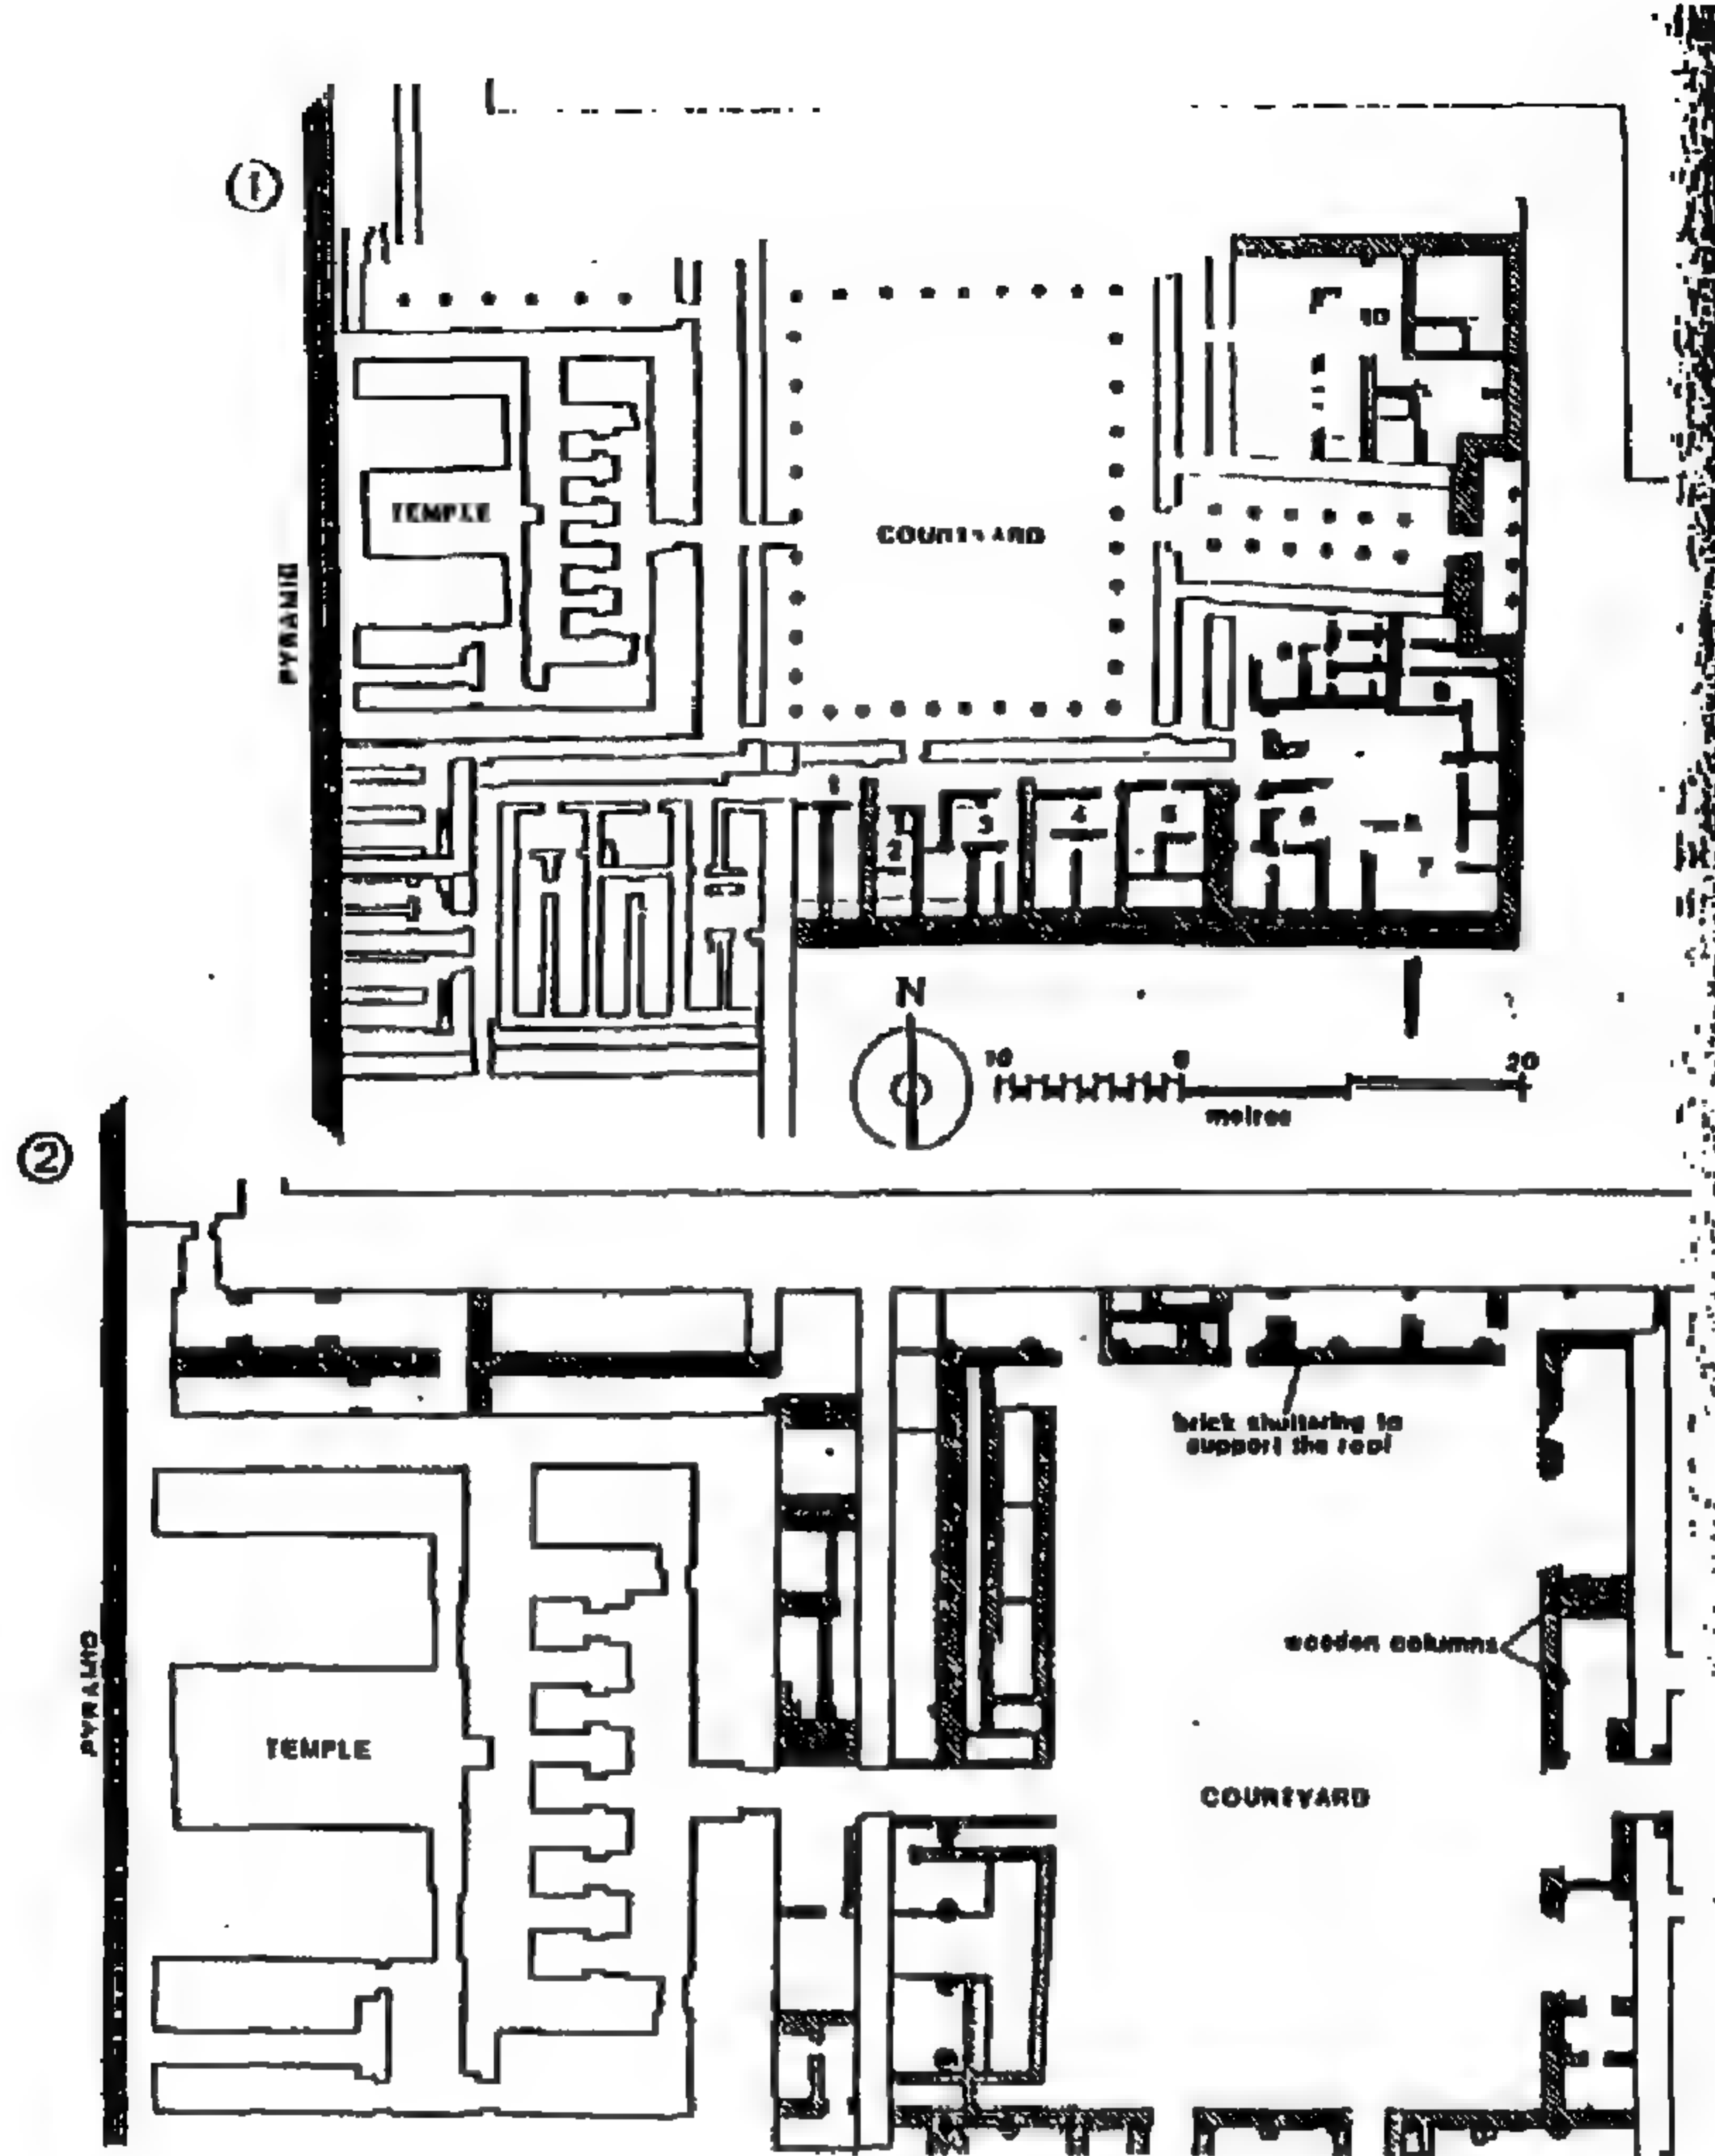 1
10
TEMPLE
COURTYARD
PYRAMID
1
2
3
4
5
6
7
8
9
N
10 0 20
metres
2
brick shuttering to
support the roof
wooden columns
PYRAMID
TEMPLE
COURTYARD